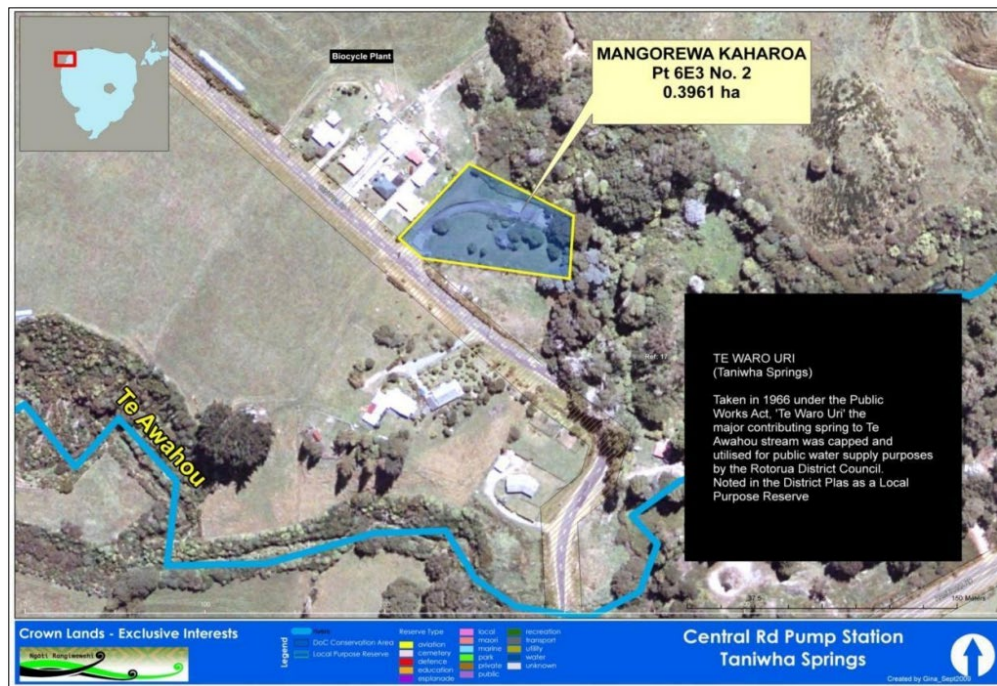 Biocycle Plant
MANGOREWA KAHAROA
Pt 6E3 No. 2
0.3961 ha
Te Awahou
TE WARO URI
(Taniwha Springs)
Taken in 1966 under the Public
Works Act, 'Te Waro Uri' the
major contributing spring to Te
Awahou stream was capped and
utilised for public water supply purposes
by the Rotorua District Council.
Noted in the District Plas as a Local
Purpose Reserve
Crown Lands - Exclusive Interests
Ngati Rangiwewehi
Legend
DoC Conservation Area
Local Purpose Reserve
Reserve Type
aviation
cemetary
defence
education
esplanade
local
maori
marine
park
private
public
recreation
transport
utility
water
unknown
Central Rd Pump Station
Taniwha Springs